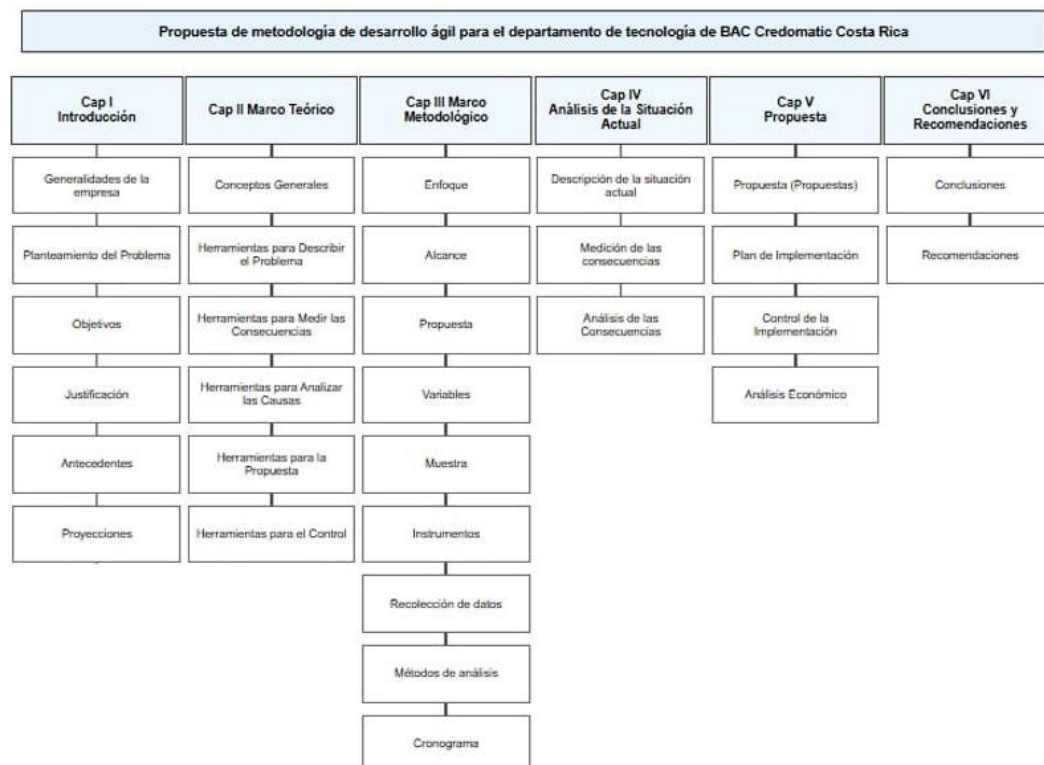 Propuesta de metodología de desarrollo ágil para el departamento de tecnología de BAC Credomatic Costa Rica
Cap I
Introducción
Generalidades de la
empresa
Planteamiento del Problema
Objetivos
Justificación
Antecedentes
Proyecciones
Cap II Marco Teórico
Conceptos Generales
Herramientas para Describir
el Problema
Herramientas para Medir las
Consecuencias
Herramientas para Analizar
las Causas
Herramientas para la
Propuesta
Herramientas para el Control
Cap III Marco
Metodológico
Enfoque
Alcance
Propuesta
Variables
Muestra
Instrumentos
Recolección de datos
Métodos de análisis
Cronograma
Cap IV
Análisis de la Situación
Actual
Descripción de la situación
actual
Medición de las
consecuencias
Análisis de las
Consecuencias
Cap V
Propuesta
Propuesta (Propuestas)
Plan de Implementación
Control de la
Implementación
Análisis Económico
Cap VI
Conclusiones y
Recomendaciones
Conclusiones
Recomendaciones